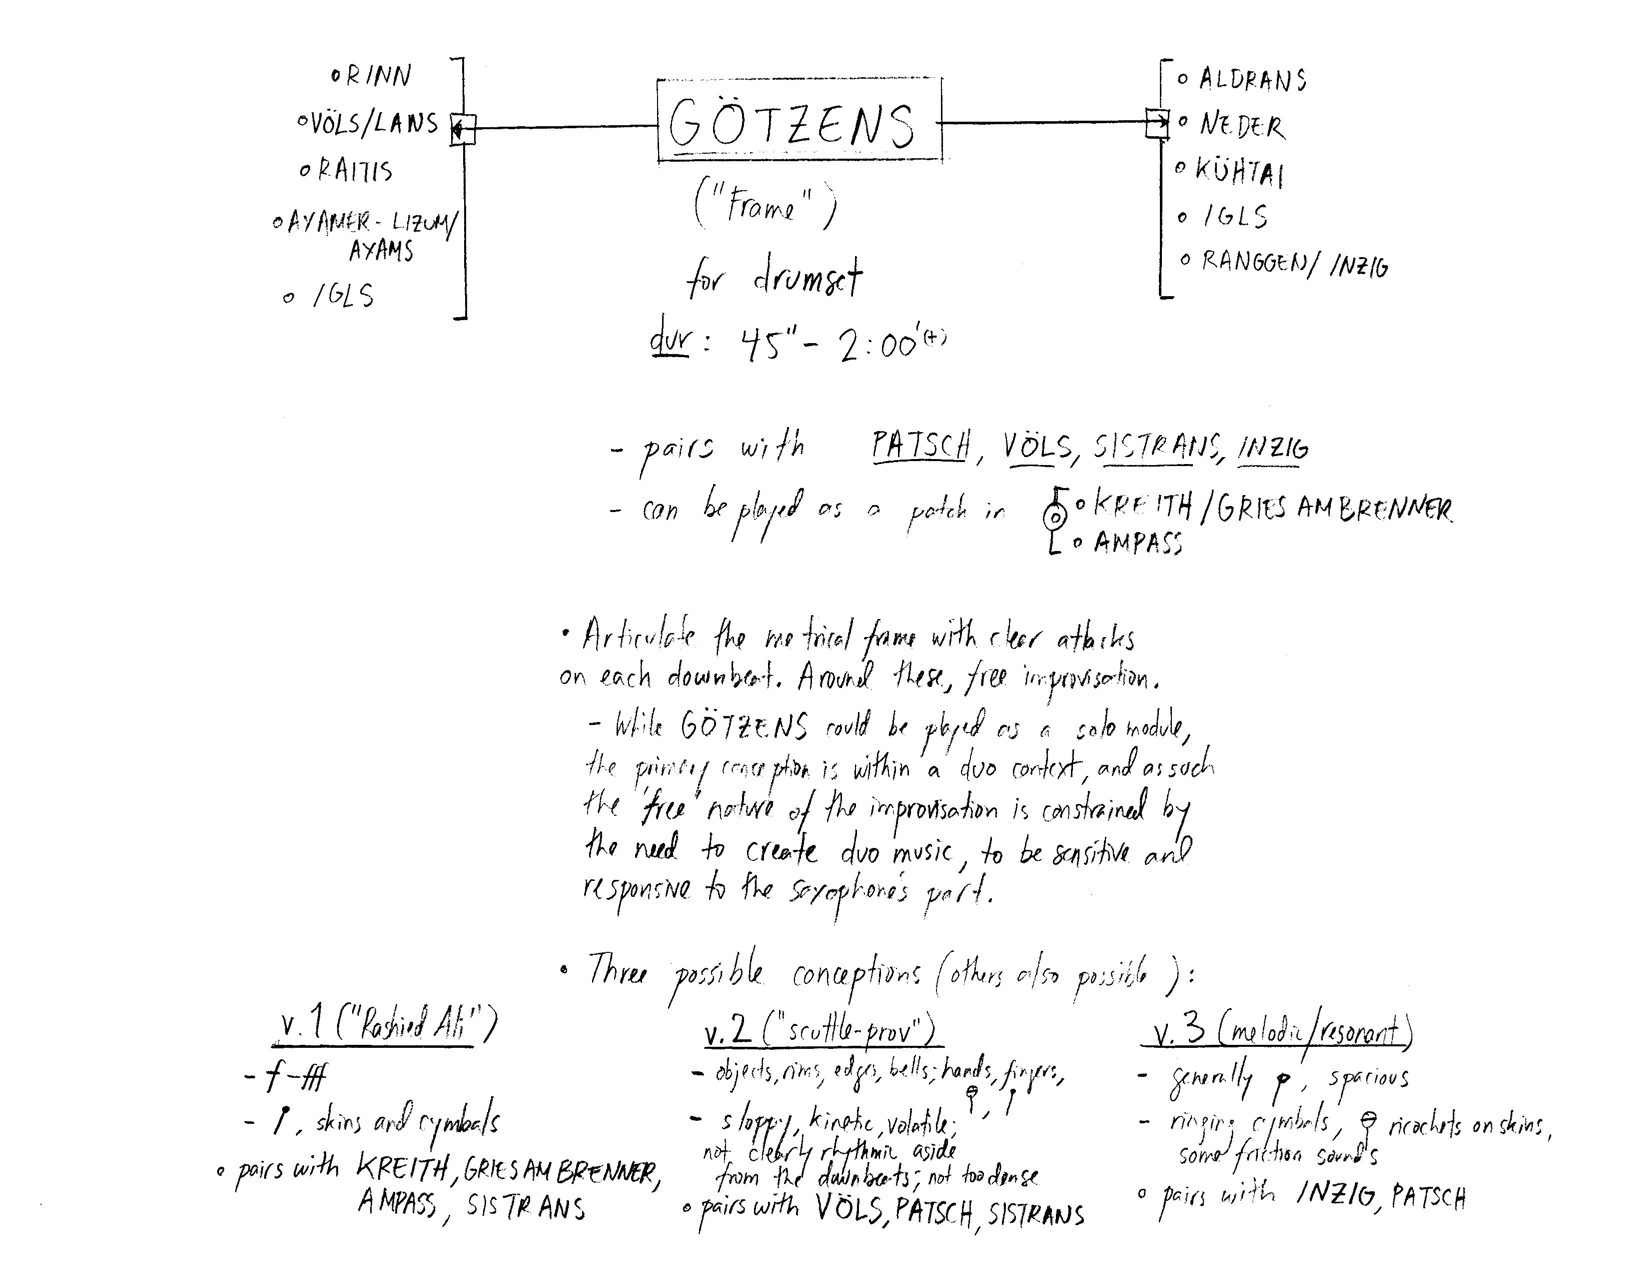 ° RINN
° VÖLS/LANS
° RAITIS
° AXAMER-LIZUM/
AXAMS
° IGLS
GÖTZENS
("Frame")
for drumset
dur: 45" - 2:00'(+)
° ALDRANS
° NEDER
° KÜHTAI
° IGLS
° RANGGEN/INZIG
- pairs with PATSCH, VÖLS, SISTRANS, INZIG
- can be played as a patch in ° KREITH/GRIES AM BRENNER
° AMPASS
• Articulate the metrical frame with clear attacks
on each downbeat. Around these, free improvisation.
- While GÖTZENS could be played as a solo module,
the primary conception is within a duo context, and as such
the 'free' nature of the improvisation is constrained by
the need to create duo music, to be sensitive and
responsive to the saxophone's part.
• Three possible conceptions (others also possible):
v.1 ("Rashied Ali")
- f-fff
- , skins and cymbals
° pairs with KREITH, GRIES AM BRENNER,
AMPASS, SISTRANS
v.2 ("scuttle-prov")
- objects, rims, edges, bells; hands, fingers,
- sloppy, kinetic, volatile;
not clearly rhythmic aside
from the downbeats; not too dense
° pairs with VÖLS, PATSCH, SISTRANS
v.3 (melodic/resonant)
- generally p, spacious
- ringing cymbals, ricochets on skins,
some friction sounds
° pairs with INZIG, PATSCH